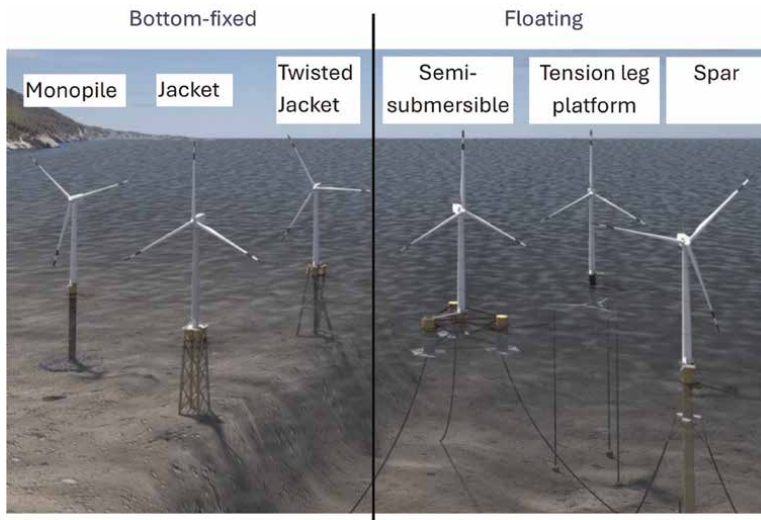 Bottom-fixed
Floating
Monopile
Jacket
Twisted
Jacket
Semi-
submersible
Tension leg
platform
Spar